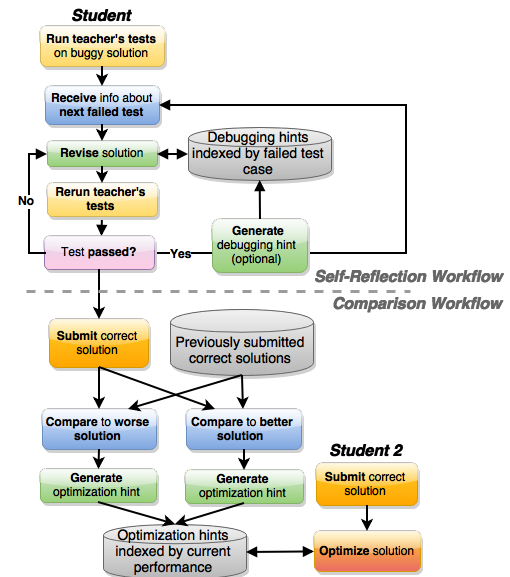 Student
Run teacher's tests
on buggy solution
Receive info about
next failed test
Debugging hints
indexed by failed test
case
Revise solution
No
Rerun teacher's
tests
Generate
debugging hint
(optional)
Test passed?
Yes
Self-Reflection Workflow
Comparison Workflow
Submit correct
solution
Previously submitted
correct solutions
Compare to worse
solution
Compare to better
solution
Student 2
Generate
optimization hint
Generate
optimization hint
Submit correct
solution
Optimization hints
indexed by current
performance
Optimize solution